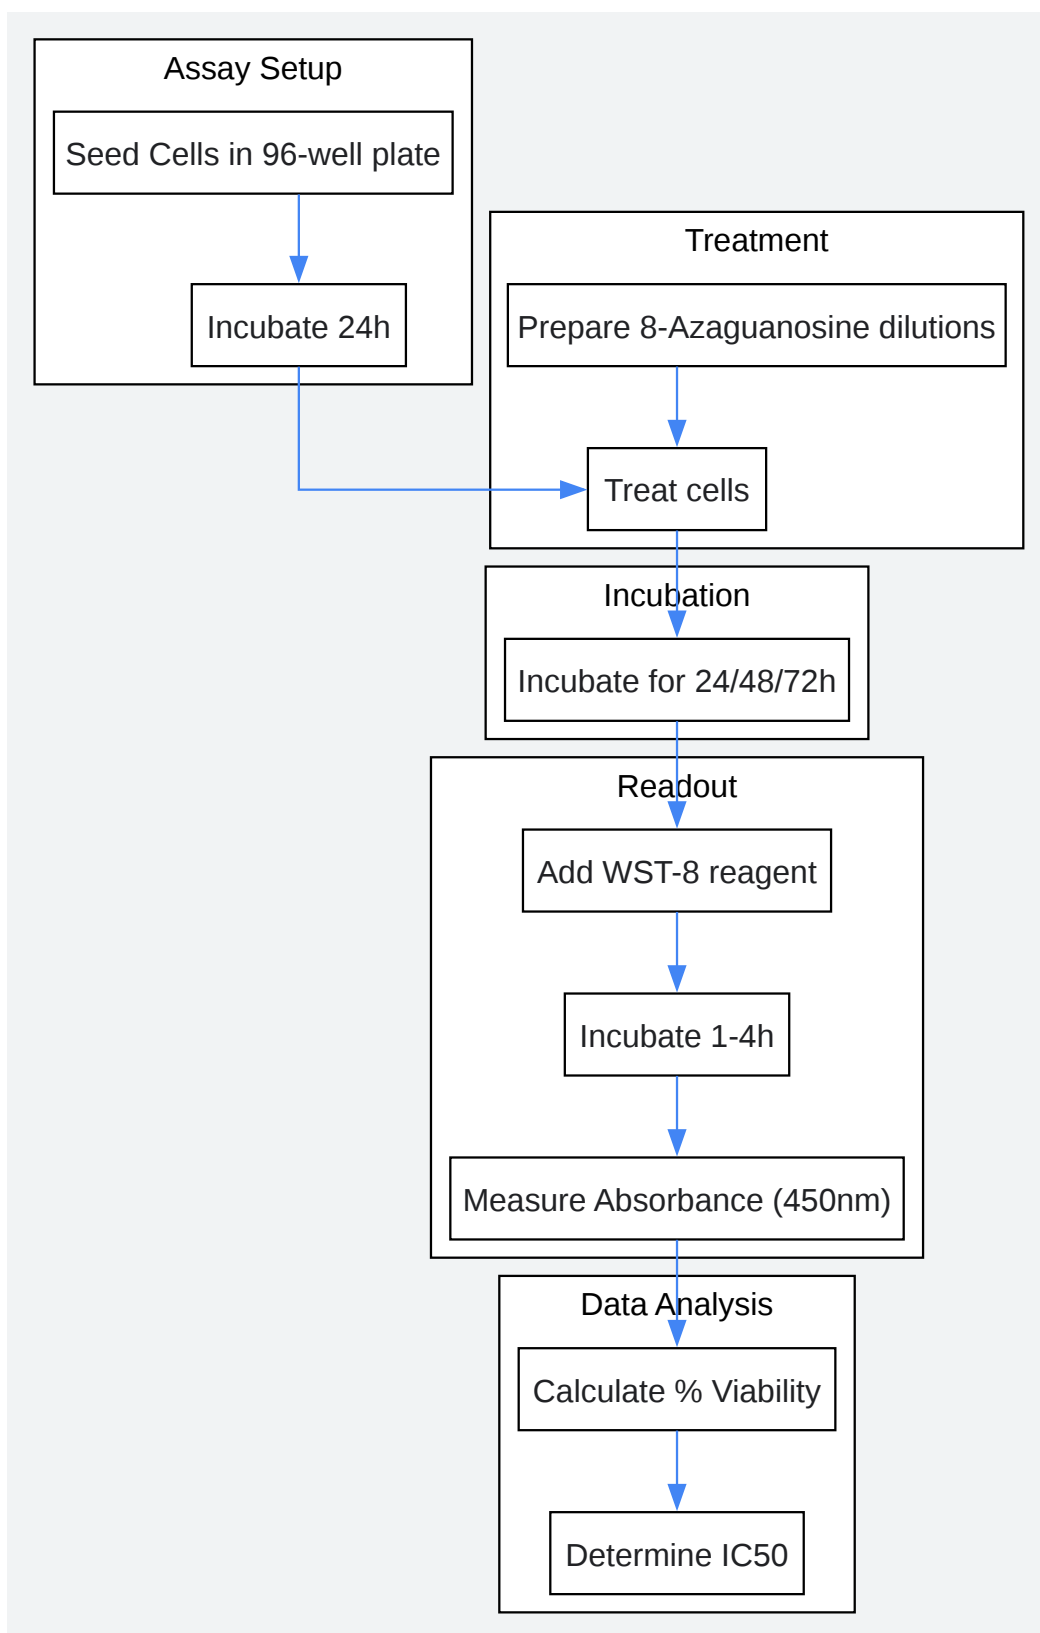 Assay Setup
Seed Cells in 96-well plate
Incubate 24h
Treatment
Prepare 8-Azaguanosine dilutions
Treat cells
Incubation
Incubate for 24/48/72h
Readout
Add WST-8 reagent
Incubate 1-4h
Measure Absorbance (450nm)
Data Analysis
Calculate % Viability
Determine IC50